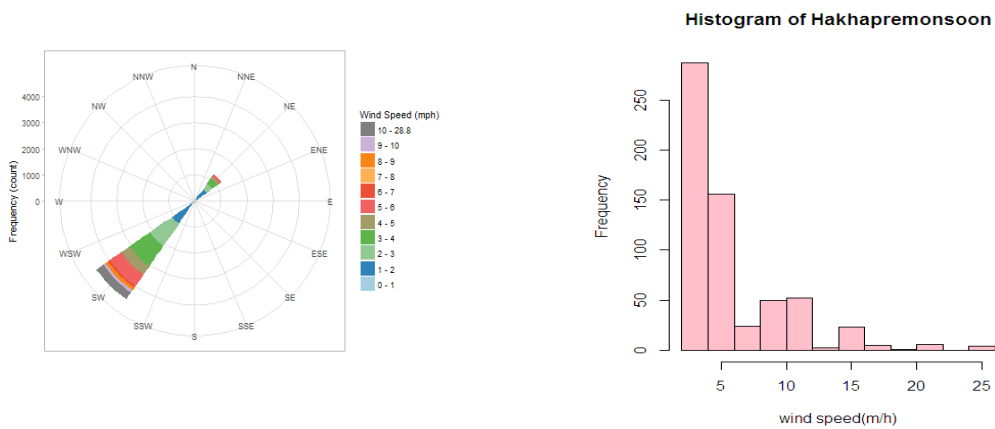 N
NNE
NE
ENE
E
ESE
SE
SSE
S
SSW
SW
WSW
W
WNW
NW
NNW
4000
3000
2000
1000
0
Frequency (count)
Wind Speed (mph)
10 - 28.8
9 - 10
8 - 9
7 - 8
6 - 7
5 - 6
4 - 5
3 - 4
2 - 3
1 - 2
0 - 1
Histogram of Hakhapremonsoon
Frequency
250
200
150
100
50
0
5 10 15 20 25
wind speed(m/h)